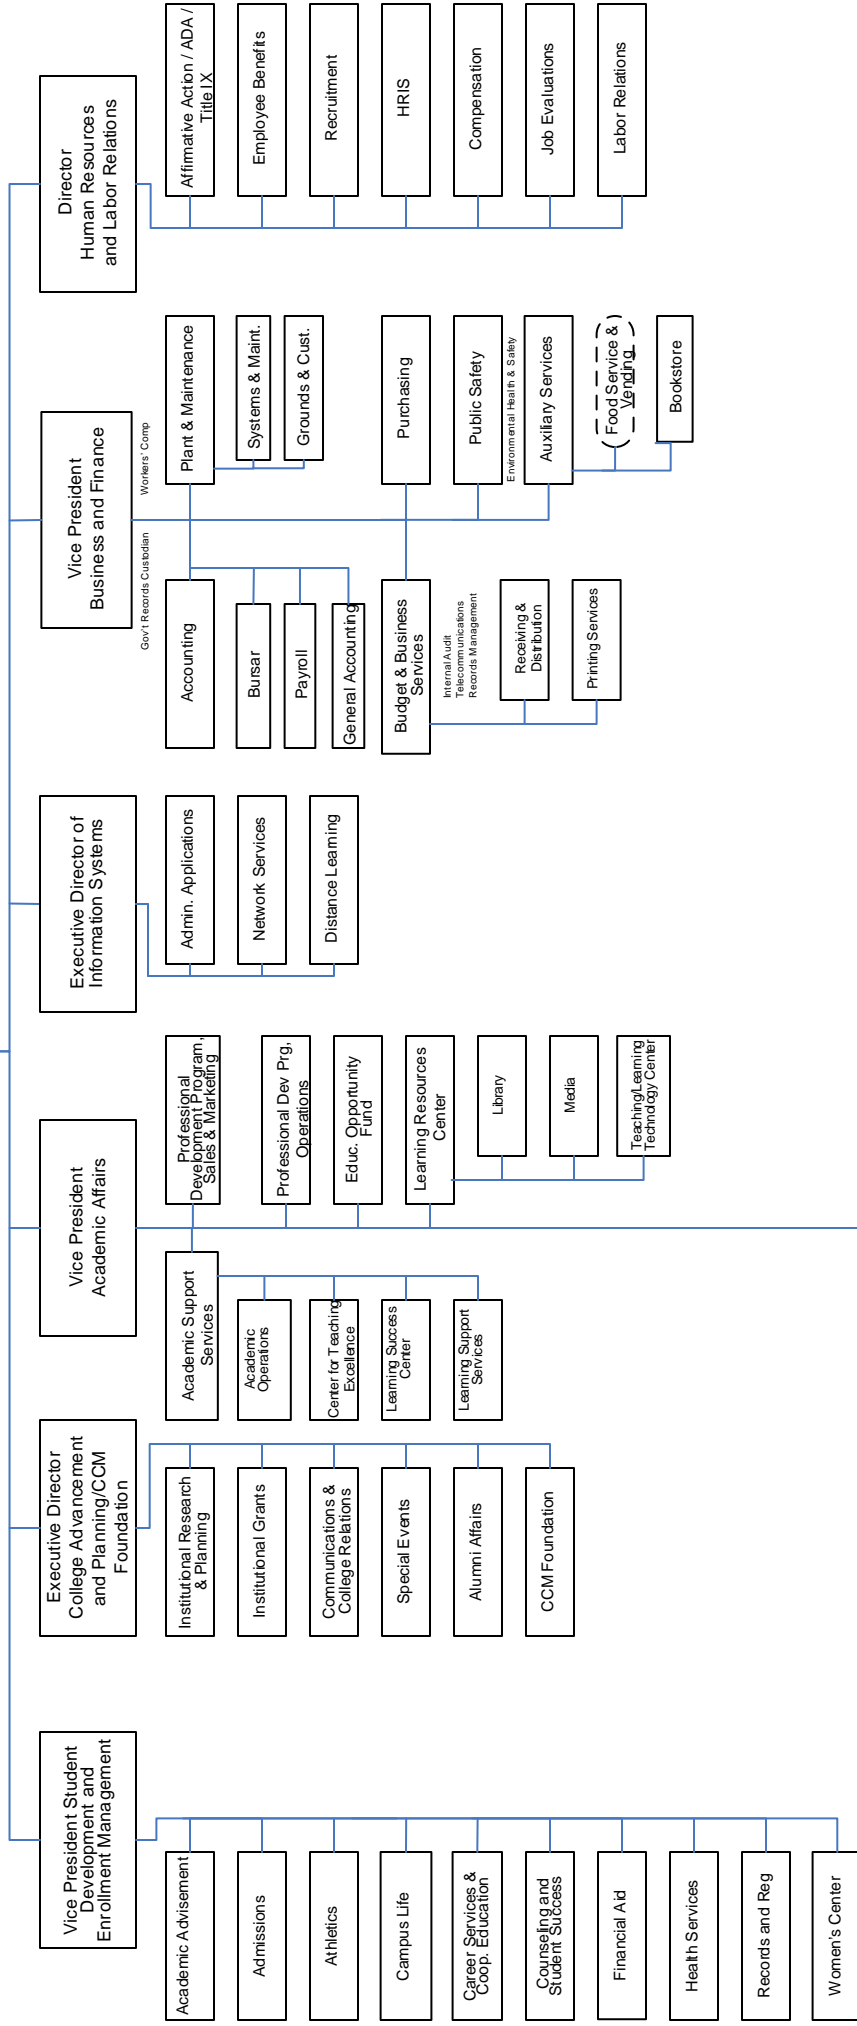 Vice President Student
Development and
Enrollment Management
Academic Advisement
Admissions
Athletics
Campus Life
Career Services &
Coop. Education
Counseling and
Student Success
Financial Aid
Health Services
Records and Reg
Women's Center
Executive Director
College Advancement
and Planning/CCM
Foundation
Institutional Research
& Planning
Institutional Grants
Communications &
College Relations
Special Events
Alumni Affairs
CCM Foundation
Vice President
Academic Affairs
Academic Support
Services
Academic
Operations
Center for Teaching
Excellence
Learning Success
Center
Learning Support
Services
Professional
Development Program,
Sales & Marketing
Professional Dev Prg,
Operations
Educ. Opportunity
Fund
Learning Resources
Center
Library
Media
Teaching/Learning
Technology Center
Executive Director of
Information Systems
Admin. Applications
Network Services
Distance Learning
Vice President
Business and Finance
Gov't Records Custodian
Workers' Comp
Accounting
Bursar
Payroll
General Accounting
Budget & Business
Services
Internal Audit
Telecommunications
Records Management
Receiving &
Distribution
Printing Services
Plant & Maintenance
Systems & Maint.
Grounds & Cust.
Purchasing
Public Safety
Environmental Health & Safety
Auxiliary Services
Food Service &
Vending
Bookstore
Director
Human Resources
and Labor Relations
Affirmative Action / ADA /
Title IX
Employee Benefits
Recruitment
HRIS
Compensation
Job Evaluations
Labor Relations